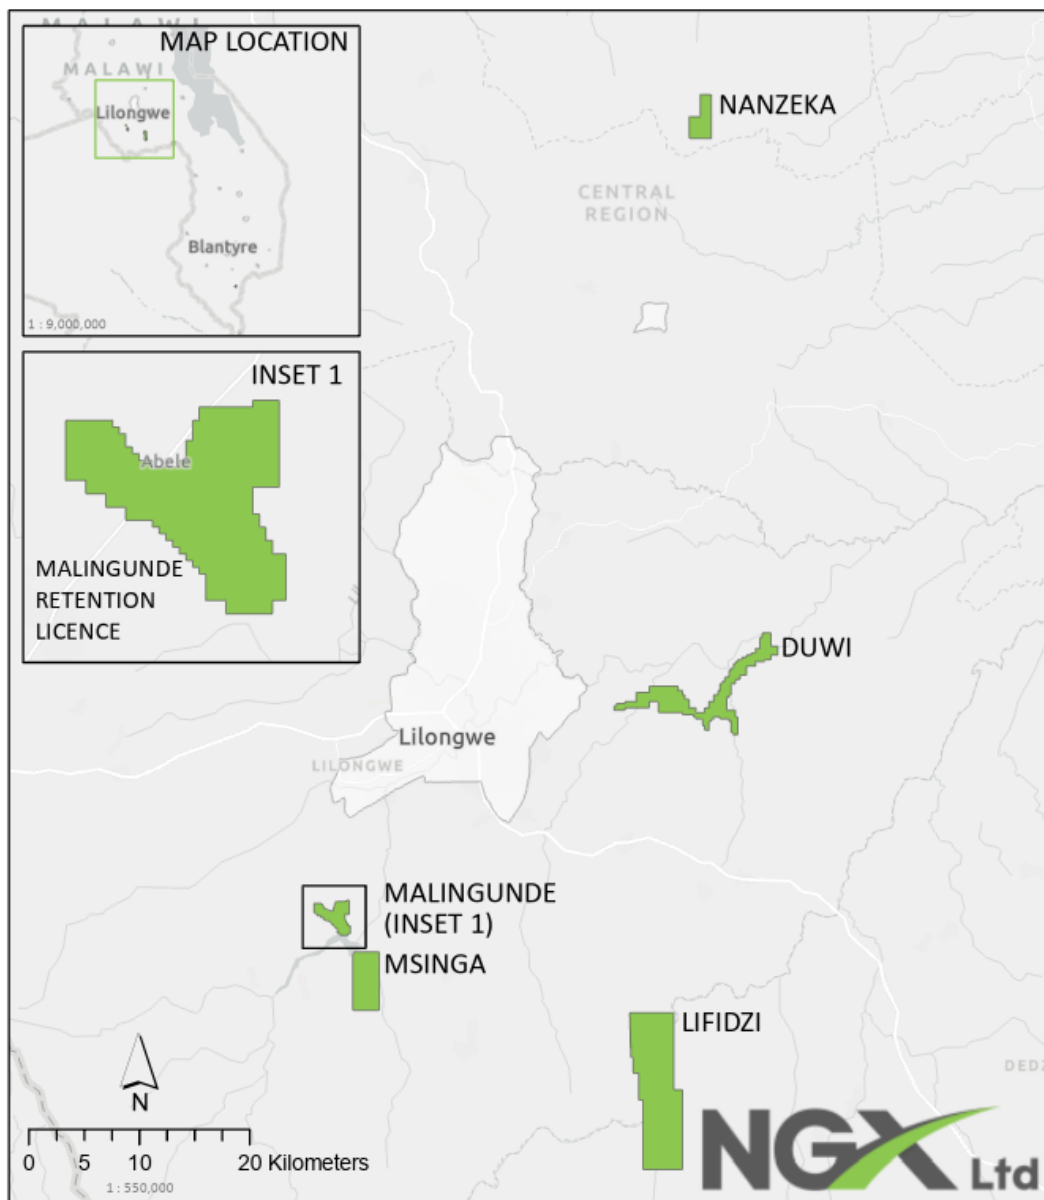 MALAWI
MAP LOCATION
MALAWI
Lilongwe
Blantyre
1 : 9,000,000
NANZEKA
CENTRAL
REGION
INSET 1
Abele
MALINGUNDE
RETENTION
LICENCE
DUWI
Lilongwe
LILONGWE
MALINGUNDE
(INSET 1)
MSINGA
LIFIDZI
N
0 5 10 20 Kilometers
1 : 550,000
NGX
Ltd